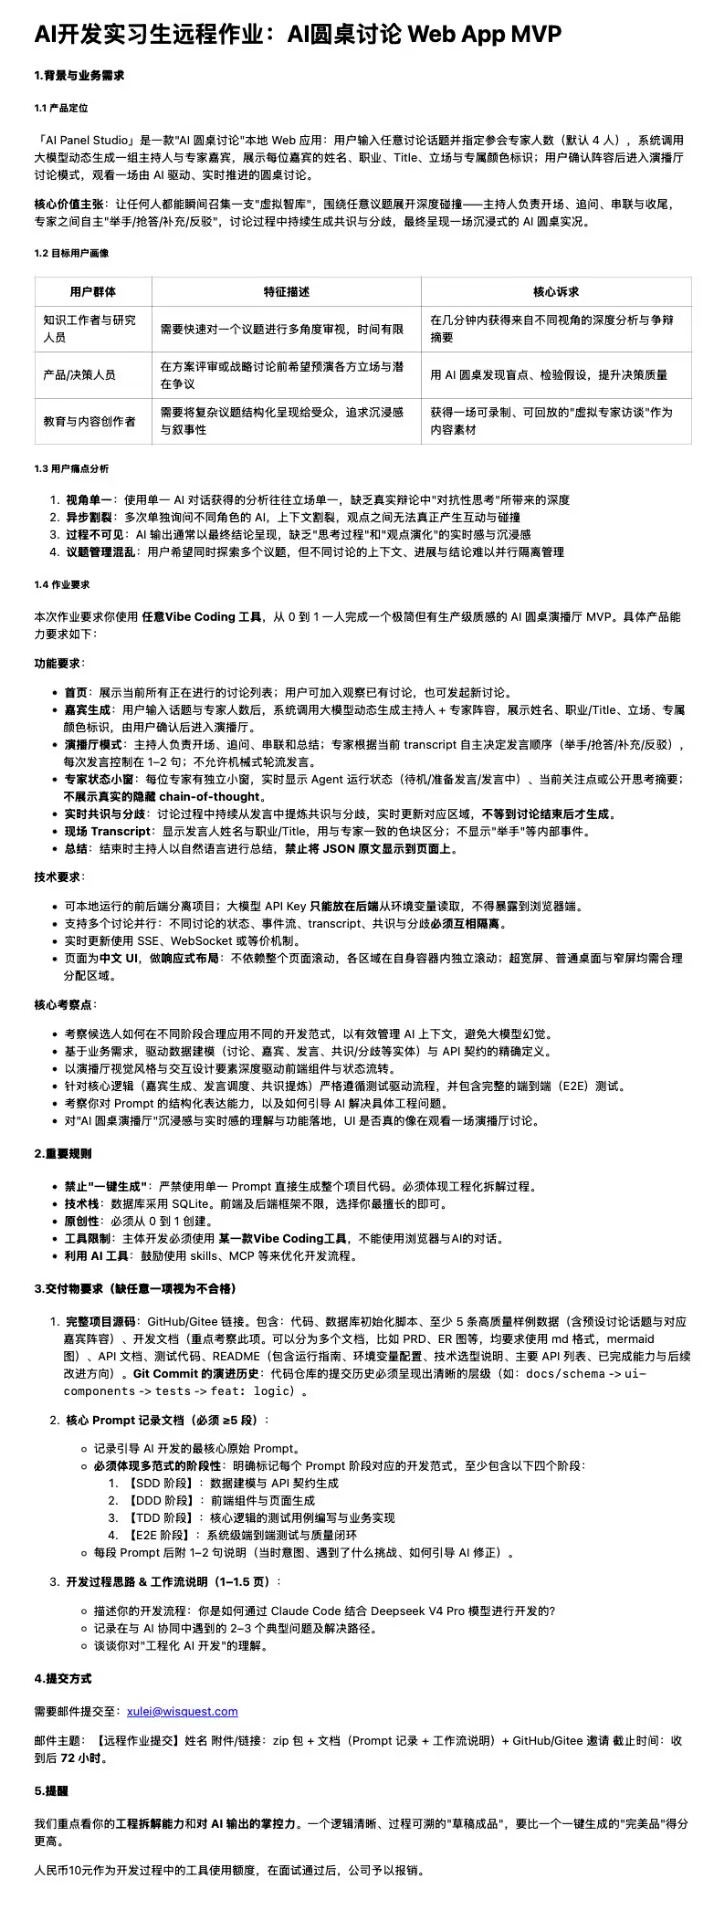 AI开发实习生远程作业：AI圆桌讨论 Web App MVP
1.背景与业务需求
1.1 产品定位
「AI Panel Studio」是一款"AI 圆桌讨论"本地 Web 应用：用户输入任意讨论话题并指定参会专家人数（默认 4 人），系统调用
大模型动态生成一组主持人与专家嘉宾，展示每位嘉宾的姓名、职业、Title、立场与专属颜色标识；用户确认阵容后进入演播厅
讨论模式，观看一场由 AI 驱动、实时推进的圆桌讨论。
核心价值主张：让任何人都能瞬间召集一支"虚拟智库"，围绕任意议题展开深度碰撞——主持人负责开场、追问、串联与收尾，
专家之间自主"举手/抢答/补充/反驳"，讨论过程中持续生成共识与分歧，最终呈现一场沉浸式的 AI 圆桌实况。
1.2 目标用户画像
用户群体 特征描述 核心诉求
知识工作者与研究
人员
需要快速对一个议题进行多角度审视，时间有限
在几分钟内获得来自不同视角的深度分析与争辩
摘要
产品/决策人员
在方案评审或战略讨论前希望预演各方立场与潜
在争议
用 AI 圆桌发现盲点、检验假设，提升决策质量
教育与内容创作者
需要将复杂议题结构化呈现给受众，追求沉浸感
与叙事性
获得一场可录制、可回放的"虚拟专家访谈"作为
内容素材
1.3 用户痛点分析
1. 视角单一：使用单一 AI 对话获得的分析往往立场单一，缺乏真实辩论中"对抗性思考"所带来的深度
2. 异步割裂：多次单独询问不同角色的 AI，上下文割裂，观点之间无法真正产生互动与碰撞
3. 过程不可见：AI 输出通常以最终结论呈现，缺乏"思考过程"和"观点演化"的实时感与沉浸感
4. 议题管理混乱：用户希望同时探索多个议题，但不同讨论的上下文、进展与结论难以并行隔离管理
1.4 作业要求
本次作业要求你使用 任意Vibe Coding 工具，从 0 到 1 一人完成一个极简但有生产级质感的 AI 圆桌演播厅 MVP。具体产品能
力要求如下：
功能要求：
• 首页：展示当前所有正在进行的讨论列表；用户可加入观察已有讨论，也可发起新讨论。
• 嘉宾生成：用户输入话题与专家人数后，系统调用大模型动态生成主持人 + 专家阵容，展示姓名、职业/Title、立场、专属
颜色标识，由用户确认后进入演播厅。
• 演播厅模式：主持人负责开场、追问、串联和总结；专家根据当前 transcript 自主决定发言顺序（举手/抢答/补充/反驳），
每次发言控制在 1–2 句；不允许机械式轮流发言。
• 专家状态小窗：每位专家有独立小窗，实时显示 Agent 运行状态（待机/准备发言/发言中）、当前关注点或公开思考摘要；
不展示真实的隐藏 chain-of-thought。
• 实时共识与分歧：讨论过程中持续从发言中提炼共识与分歧，实时更新对应区域，不等到讨论结束后才生成。
• 现场 Transcript：显示发言人姓名与职业/Title，用与专家一致的色块区分；不显示"举手"等内部事件。
• 总结：结束时主持人以自然语言进行总结，禁止将 JSON 原文显示到页面上。
技术要求：
• 可本地运行的前后端分离项目；大模型 API Key 只能放在后端从环境变量读取，不得暴露到浏览器端。
• 支持多个讨论并行：不同讨论的状态、事件流、transcript、共识与分歧必须互相隔离。
• 实时更新使用 SSE、WebSocket 或等价机制。
• 页面为中文 UI，做响应式布局：不依赖整个页面滚动，各区域在自身容器内独立滚动；超宽屏、普通桌面与窄屏均需合理
分配区域。
核心考察点：
• 考察候选人如何在不同阶段合理应用不同的开发范式，以有效管理 AI 上下文，避免大模型幻觉。
• 基于业务需求，驱动数据建模（讨论、嘉宾、发言、共识/分歧等实体）与 API 契约的精确定义。
• 以演播厅视觉风格与交互设计要素深度驱动前端组件与状态流转。
• 针对核心逻辑（嘉宾生成、发言调度、共识提炼）严格遵循测试驱动流程，并包含完整的端到端（E2E）测试。
• 考察你对 Prompt 的结构化表达能力，以及如何引导 AI 解决具体工程问题。
• 对"AI 圆桌演播厅"沉浸感与实时感的理解与功能落地，UI 是否真的像在观看一场演播厅讨论。
2.重要规则
• 禁止"一键生成"：严禁使用单一 Prompt 直接生成整个项目代码。必须体现工程化拆解过程。
• 技术栈：数据库采用 SQLite。前端及后端框架不限，选择你最擅长的即可。
• 原创性：必须从 0 到 1 创建。
• 工具限制：主体开发必须使用 某一款Vibe Coding工具，不能使用浏览器与AI的对话。
• 利用 AI 工具：鼓励使用 skills、MCP 等来优化开发流程。
3.交付物要求（缺任意一项视为不合格）
1. 完整项目源码：GitHub/Gitee 链接。包含：代码、数据库初始化脚本、至少 5 条高质量样例数据（含预设讨论话题与对应
嘉宾阵容）、开发文档（重点考察此项。可以分为多个文档，比如 PRD、ER 图等，均要求使用 md 格式，mermaid
图）、API 文档、测试代码、README（包含运行指南、环境变量配置、技术选型说明、主要 API 列表、已完成能力与后续
改进方向）。Git Commit 的演进历史：代码仓库的提交历史必须呈现出清晰的层级（如：docs/schema -> ui-
components -> tests -> feat: logic）。
2. 核心 Prompt 记录文档（必须 ≥5 段）：
○ 记录引导 AI 开发的最核心原始 Prompt。
○ 必须体现多范式的阶段性：明确标记每个 Prompt 阶段对应的开发范式，至少包含以下四个阶段：
1. 【SDD 阶段】：数据建模与 API 契约生成
2. 【DDD 阶段】：前端组件与页面生成
3. 【TDD 阶段】：核心逻辑的测试用例编写与业务实现
4. 【E2E 阶段】：系统级端到端测试与质量闭环
○ 每段 Prompt 后附 1–2 句说明（当时意图、遇到了什么挑战、如何引导 AI 修正）。
3. 开发过程思路 & 工作流说明（1–1.5 页）：
○ 描述你的开发流程：你是如何通过 Claude Code 结合 Deepseek V4 Pro 模型进行开发的？
○ 记录在与 AI 协同中遇到的 2–3 个典型问题及解决路径。
○ 谈谈你对"工程化 AI 开发"的理解。
4.提交方式
需要邮件提交至：xulei@wisquest.com
邮件主题：【远程作业提交】姓名 附件/链接：zip 包 + 文档（Prompt 记录 + 工作流说明）+ GitHub/Gitee 邀请 截止时间：收
到后 72 小时。
5.提醒
我们重点看你的工程拆解能力和对 AI 输出的掌控力。一个逻辑清晰、过程可溯的"草稿成品"，要比一个一键生成的"完美品"得分
更高。
人民币10元作为开发过程中的工具使用额度，在面试通过后，公司予以报销。